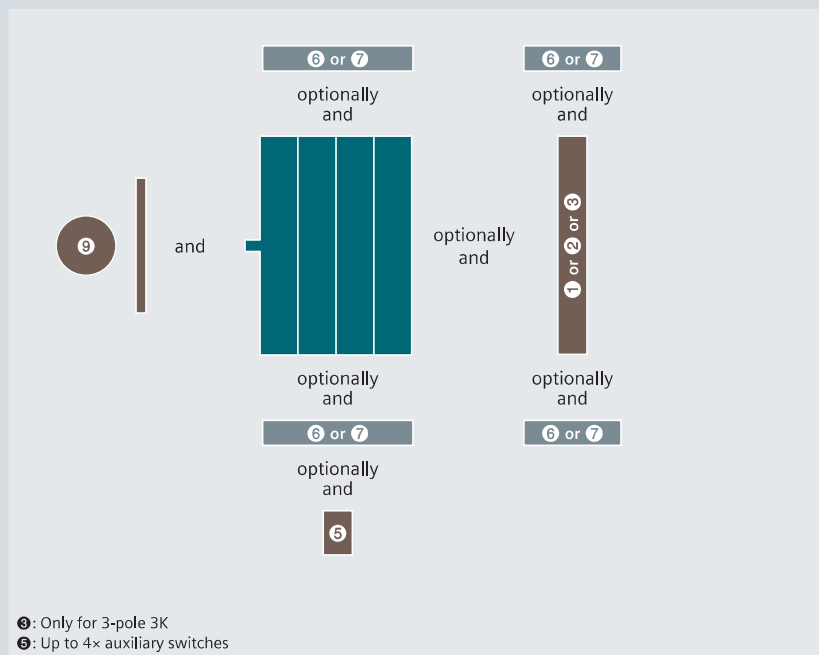 ❻ or ❼
❻ or ❼
optionally
and
optionally
and
❾
and
optionally
and
❶ or ❷ or ❸
optionally
and
optionally
and
❻ or ❼
❻ or ❼
optionally
and
❺
❸: Only for 3-pole 3K
❺: Up to 4× auxiliary switches